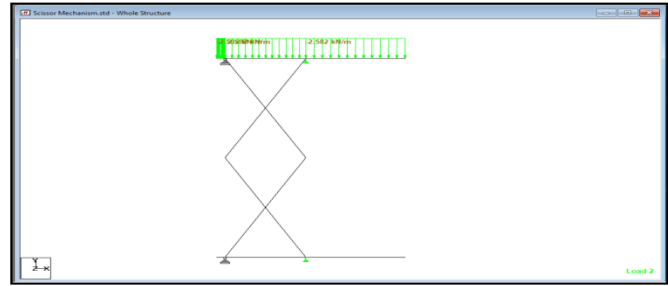 Scissor Mechanism.std - Whole Structure
-2.582 kN/m
Y
Z X
Load 2